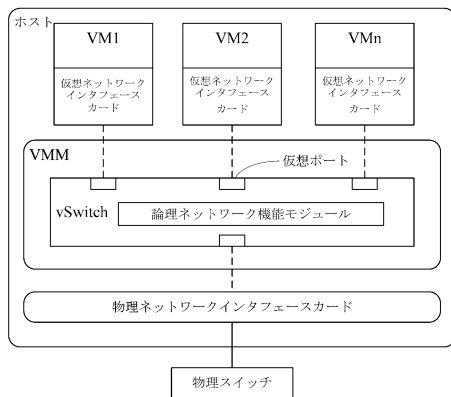 ホスト
VM1
仮想ネットワーク
インタフェース
カード
VM2
仮想ネットワーク
インタフェース
カード
VMn
仮想ネットワーク
インタフェース
カード
VMM
仮想ポート
vSwitch
論理ネットワーク機能モジュール
物理ネットワークインタフェースカード
物理スイッチ